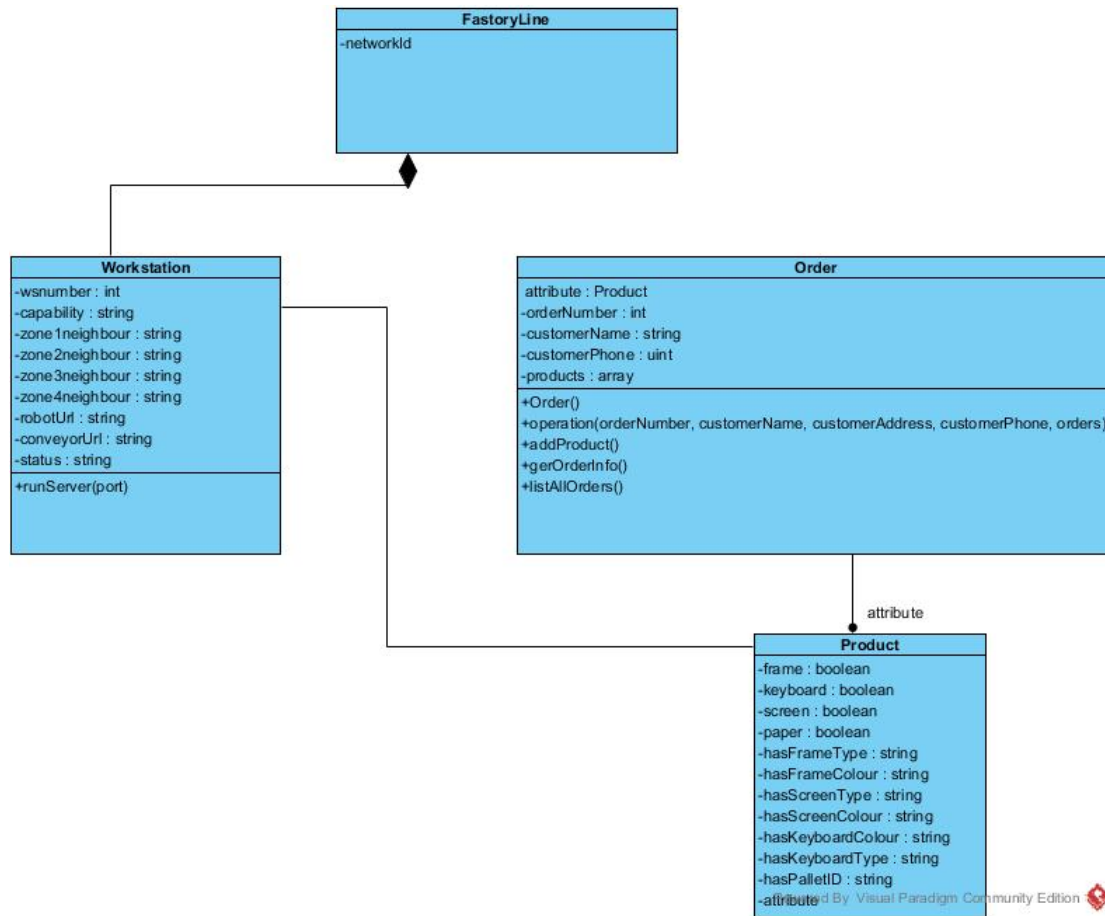 FastoryLine
-networkId
Workstation
-wsnumber : int
-capability : string
-zone1neighbour : string
-zone2neighbour : string
-zone3neighbour : string
-zone4neighbour : string
-robotUrl : string
-conveyorUrl : string
-status : string
+runServer(port)
Order
attribute : Product
-orderNumber : int
-customerName : string
-customerPhone : uint
-products : array
+Order()
+operation(orderNumber, customerName, customerAddress, customerPhone, orders)
+addProduct()
+gerOrderInfo()
+listAllOrders()
attribute
Product
-frame : boolean
-keyboard : boolean
-screen : boolean
-paper : boolean
-hasFrameType : string
-hasFrameColour : string
-hasScreenType : string
-hasScreenColour : string
-hasKeyboardColour : string
-hasKeyboardType : string
-hasPalletID : string
-attribute
By Visual Paradigm Community Edition